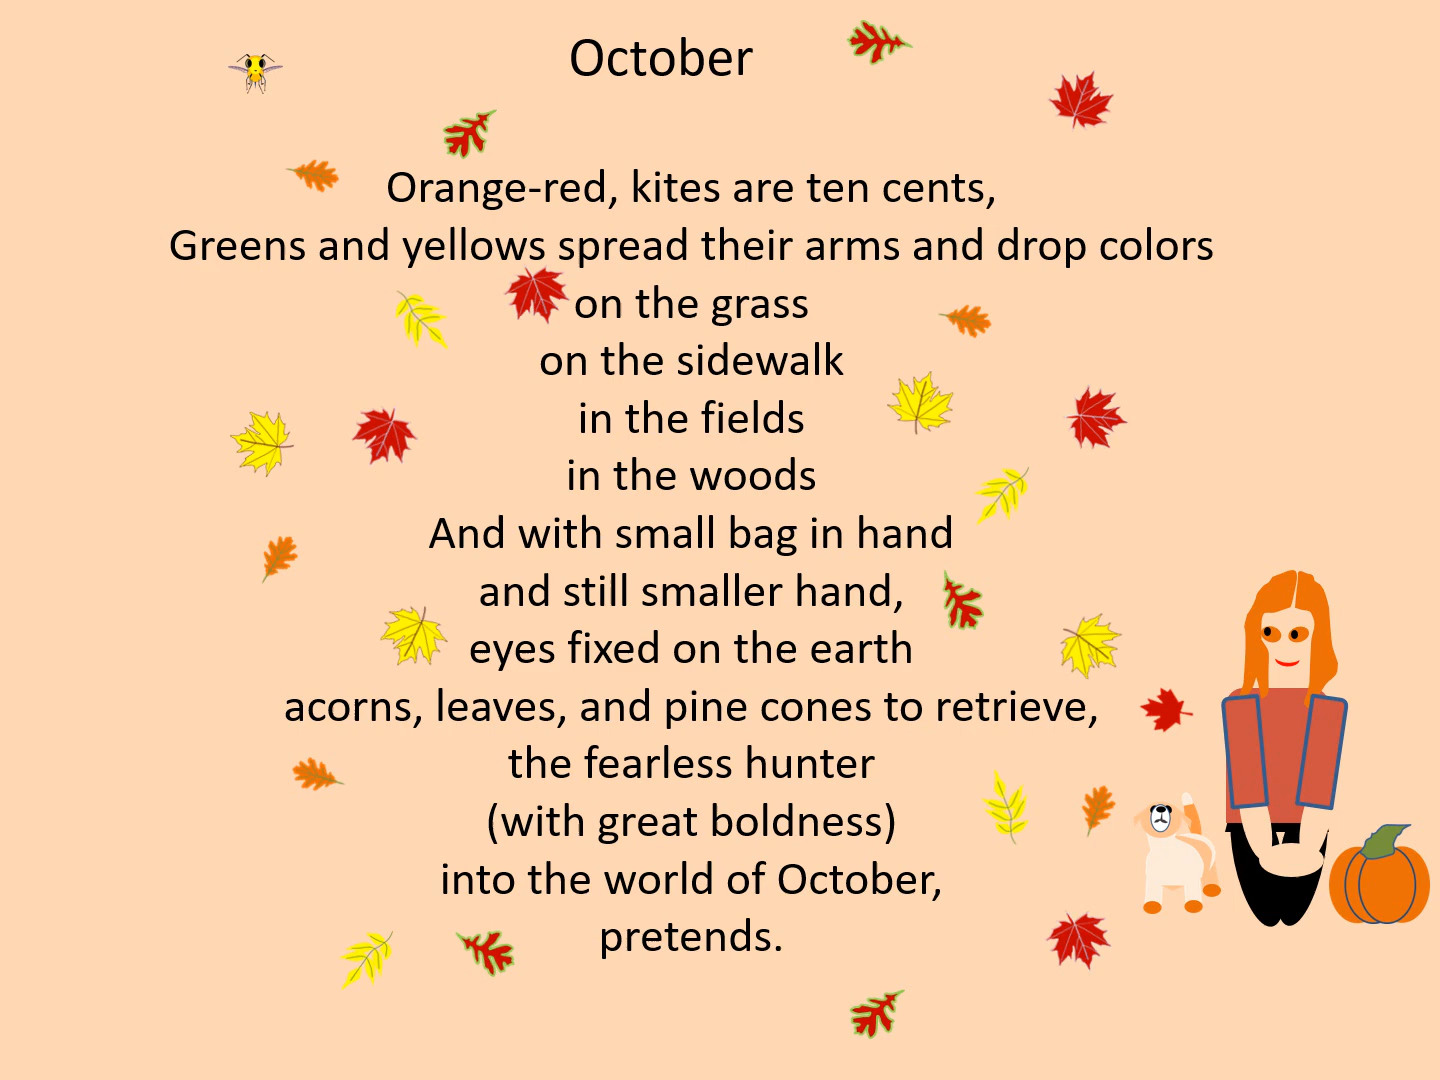 October
Orange-red, kites are ten cents,
Greens and yellows spread their arms and drop colors
on the grass
on the sidewalk
in the fields
in the woods
And with small bag in hand
and still smaller hand,
eyes fixed on the earth
acorns, leaves, and pine cones to retrieve,
the fearless hunter
(with great boldness)
into the world of October,
pretends.